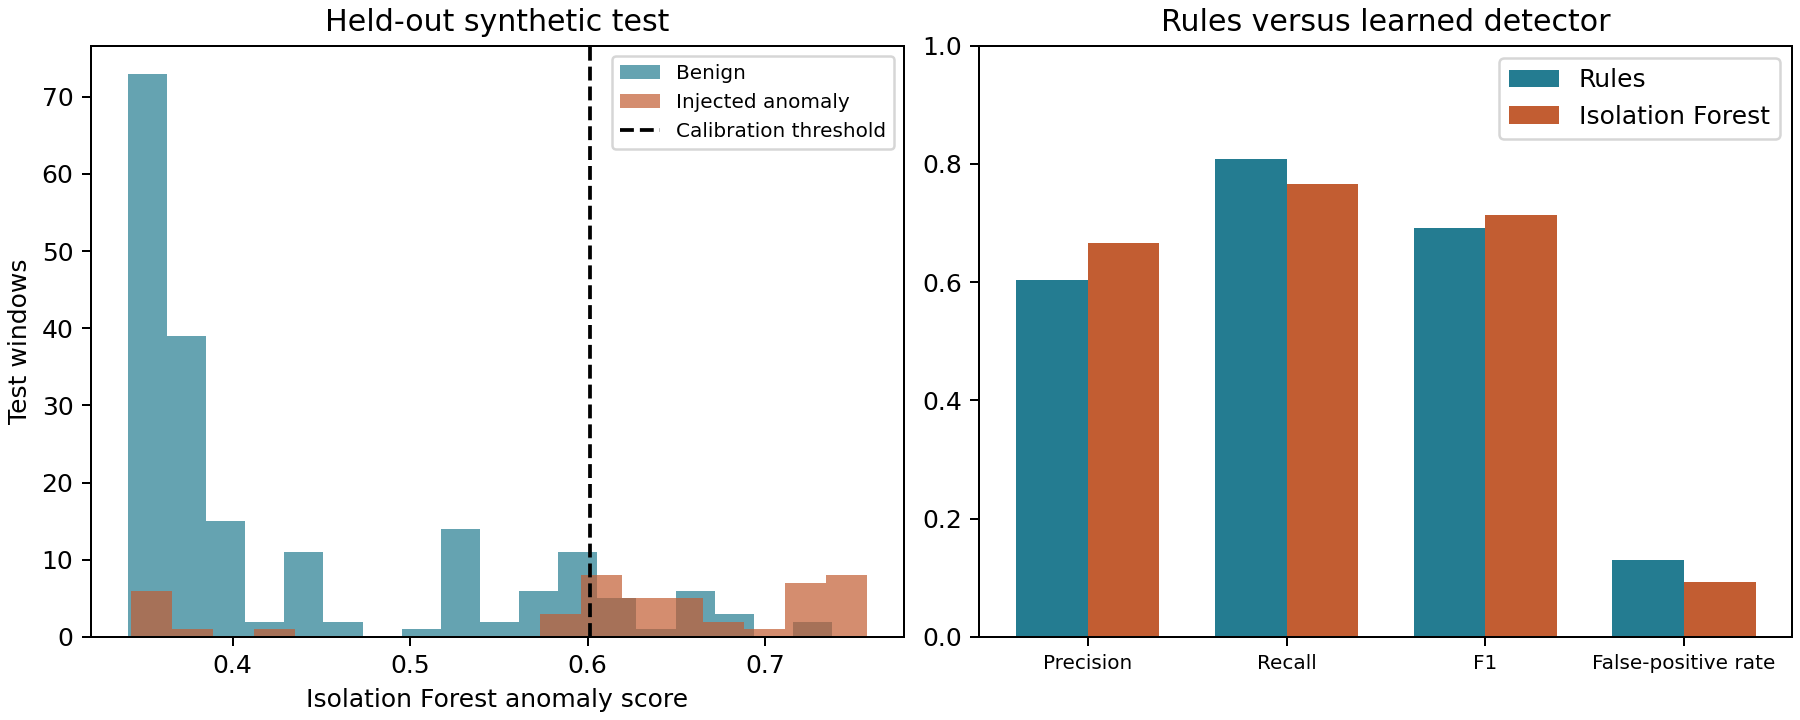 Held-out synthetic test
Benign
Injected anomaly
Calibration threshold
70
60
50
40
30
20
10
0
Test windows
0.4
0.5
0.6
0.7
Isolation Forest anomaly score
Rules versus learned detector
Rules
Isolation Forest
1.0
0.8
0.6
0.4
0.2
0.0
Precision
Recall
F1
False-positive rate